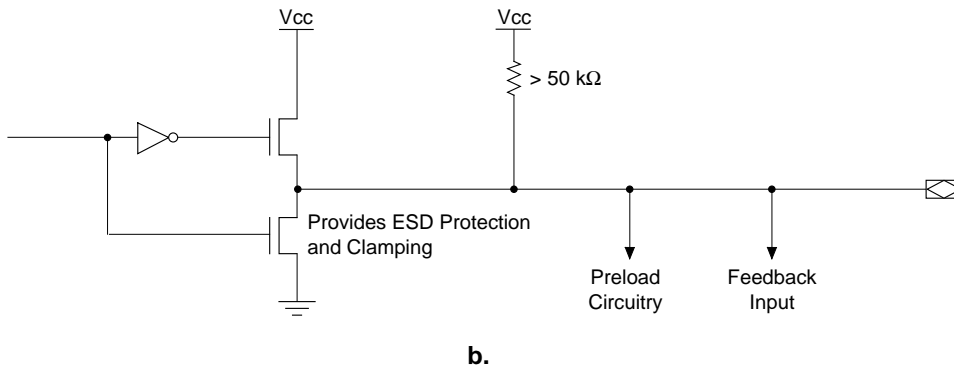 Vcc
Vcc
> 50 kΩ
Provides ESD Protection
and Clamping
Preload
Circuitry
Feedback
Input
b.